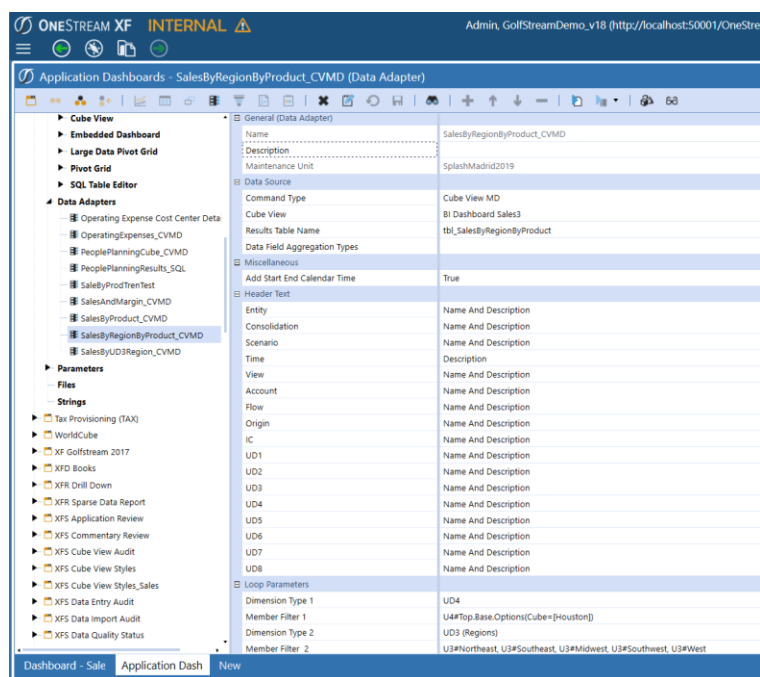 ONESTREAM XF INTERNAL
Admin, GolfStreamDemo_v18 (http://localhost:50001/OneStre
Application Dashboards - SalesByRegionByProduct_CVMD (Data Adapter)
Cube View
Embedded Dashboard
Large Data Pivot Grid
Pivot Grid
SQL Table Editor
Data Adapters
Operating Expense Cost Center Detai
OperatingExpenses_CVMD
PeoplePlanningCube_CVMD
PeoplePlanningResults_SQL
SaleByProdTrenTest
SalesAndMargin_CVMD
SalesByProduct_CVMD
SalesByRegionByProduct_CVMD
SalesByUD3Region_CVMD
Parameters
Files
Strings
Tax Provisioning (TAX)
WorldCube
XF Golfstream 2017
XFD Books
XFR Drill Down
XFR Sparse Data Report
XFS Application Review
XFS Commentary Review
XFS Cube View Audit
XFS Cube View Styles
XFS Cube View Styles_Sales
XFS Data Entry Audit
XFS Data Import Audit
XFS Data Quality Status
General (Data Adapter)
Name SalesByRegionByProduct_CVMD
Description
Maintenance Unit SplashMadrid2019
Data Source
Command Type Cube View MD
Cube View BI Dashboard Sales3
Results Table Name tbl_SalesByRegionByProduct
Data Field Aggregation Types
Miscellaneous
Add Start End Calendar Time True
Header Text
Entity Name And Description
Consolidation Name And Description
Scenario Name And Description
Time Description
View Name And Description
Account Name And Description
Flow Name And Description
Origin Name And Description
IC Name And Description
UD1 Name And Description
UD2 Name And Description
UD3 Name And Description
UD4 Name And Description
UD5 Name And Description
UD6 Name And Description
UD7 Name And Description
UD8 Name And Description
Loop Parameters
Dimension Type 1 UD4
Member Filter 1 U4#Top.Base.Options(Cube=[Houston])
Dimension Type 2 UD3 (Regions)
Member Filter 2 U3#Northeast, U3#Southeast, U3#Midwest, U3#Southwest, U3#West
Dashboard - Sale Application Dash New